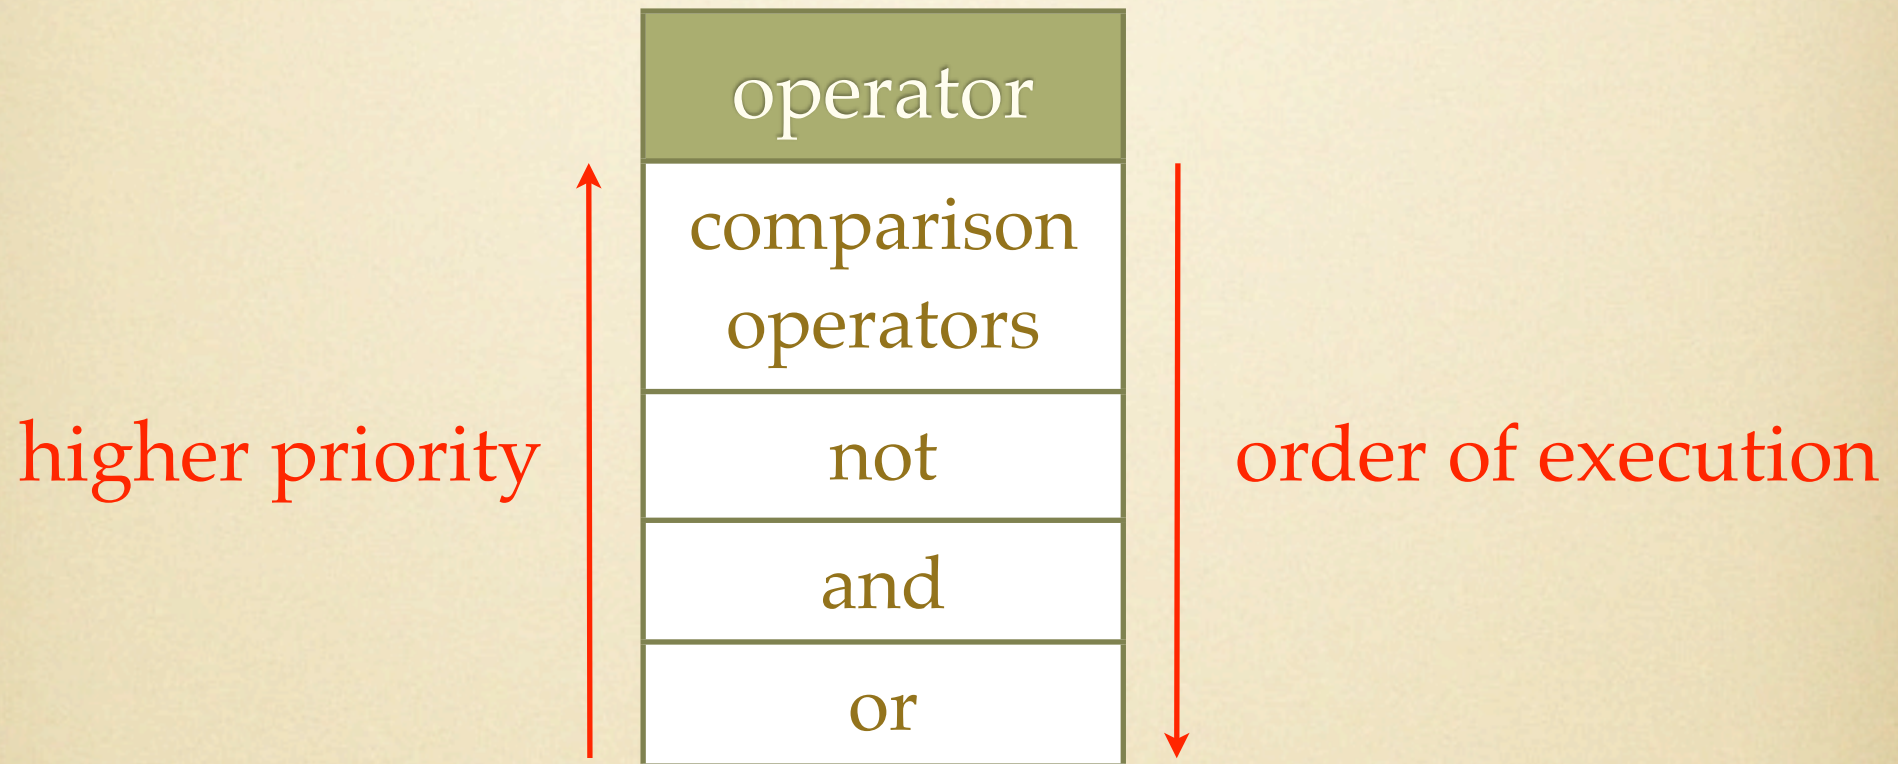 operator
comparison
operators
not
and
or
higher priority
order of execution